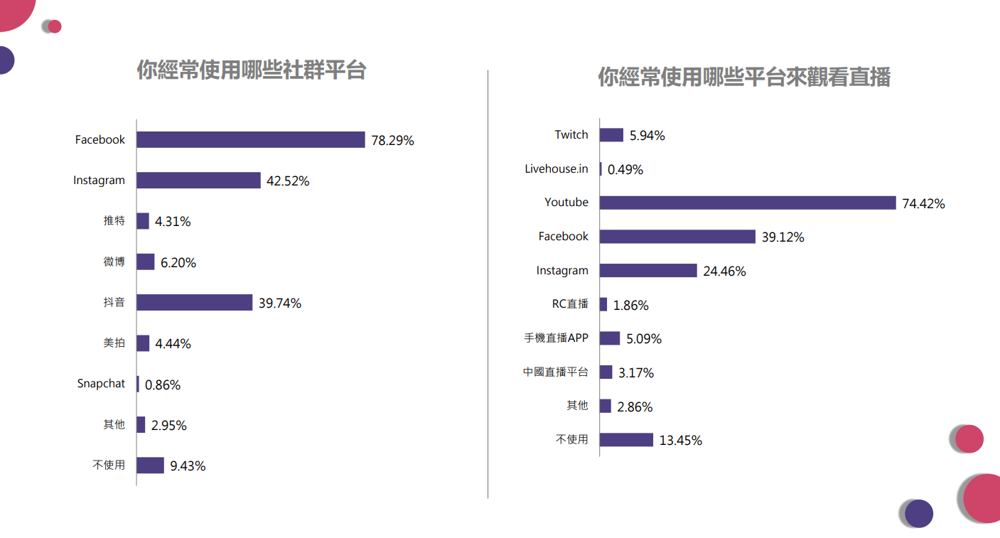 你經常使用哪些社群平台
Facebook 78.29%
Instagram 42.52%
推特 4.31%
微博 6.20%
抖音 39.74%
美拍 4.44%
Snapchat 0.86%
其他 2.95%
不使用 9.43%
你經常使用哪些平台來觀看直播
Twitch 5.94%
Livehouse.in 0.49%
Youtube 74.42%
Facebook 39.12%
Instagram 24.46%
RC直播 1.86%
手機直播APP 5.09%
中國直播平台 3.17%
其他 2.86%
不使用 13.45%